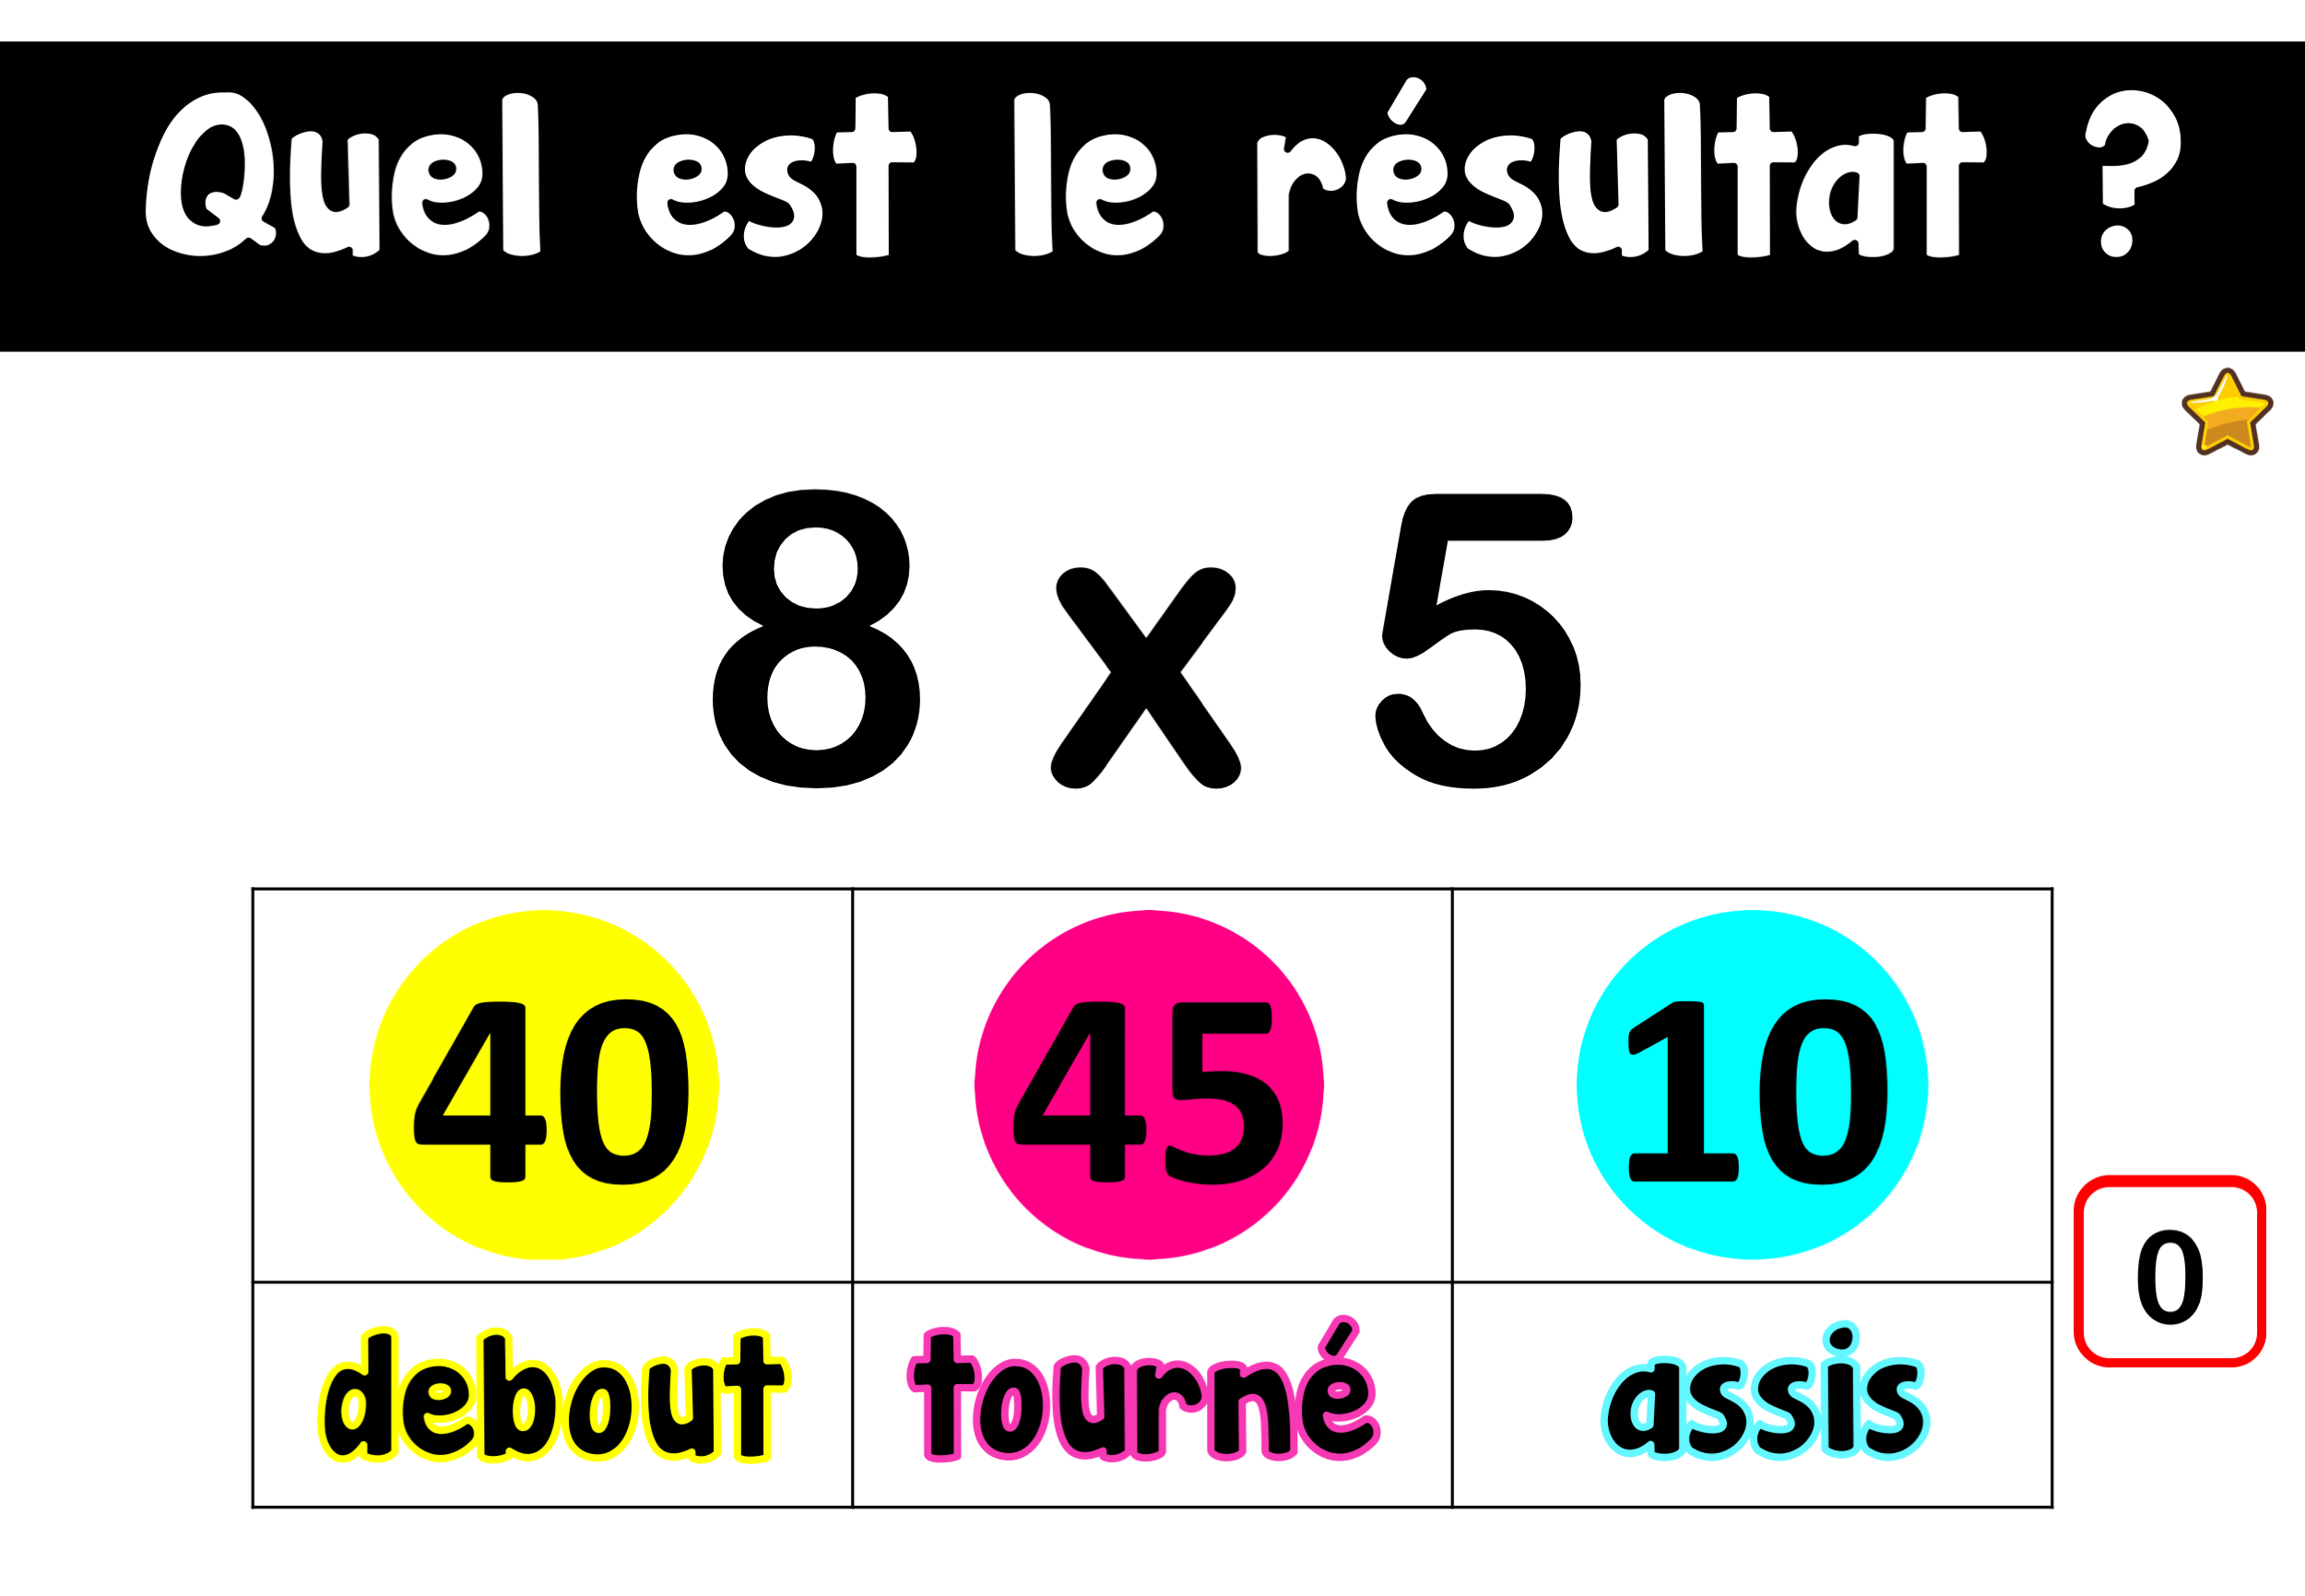 Quel est le résultat ?
8 x 5
40 45 10
0
debout tourné assis